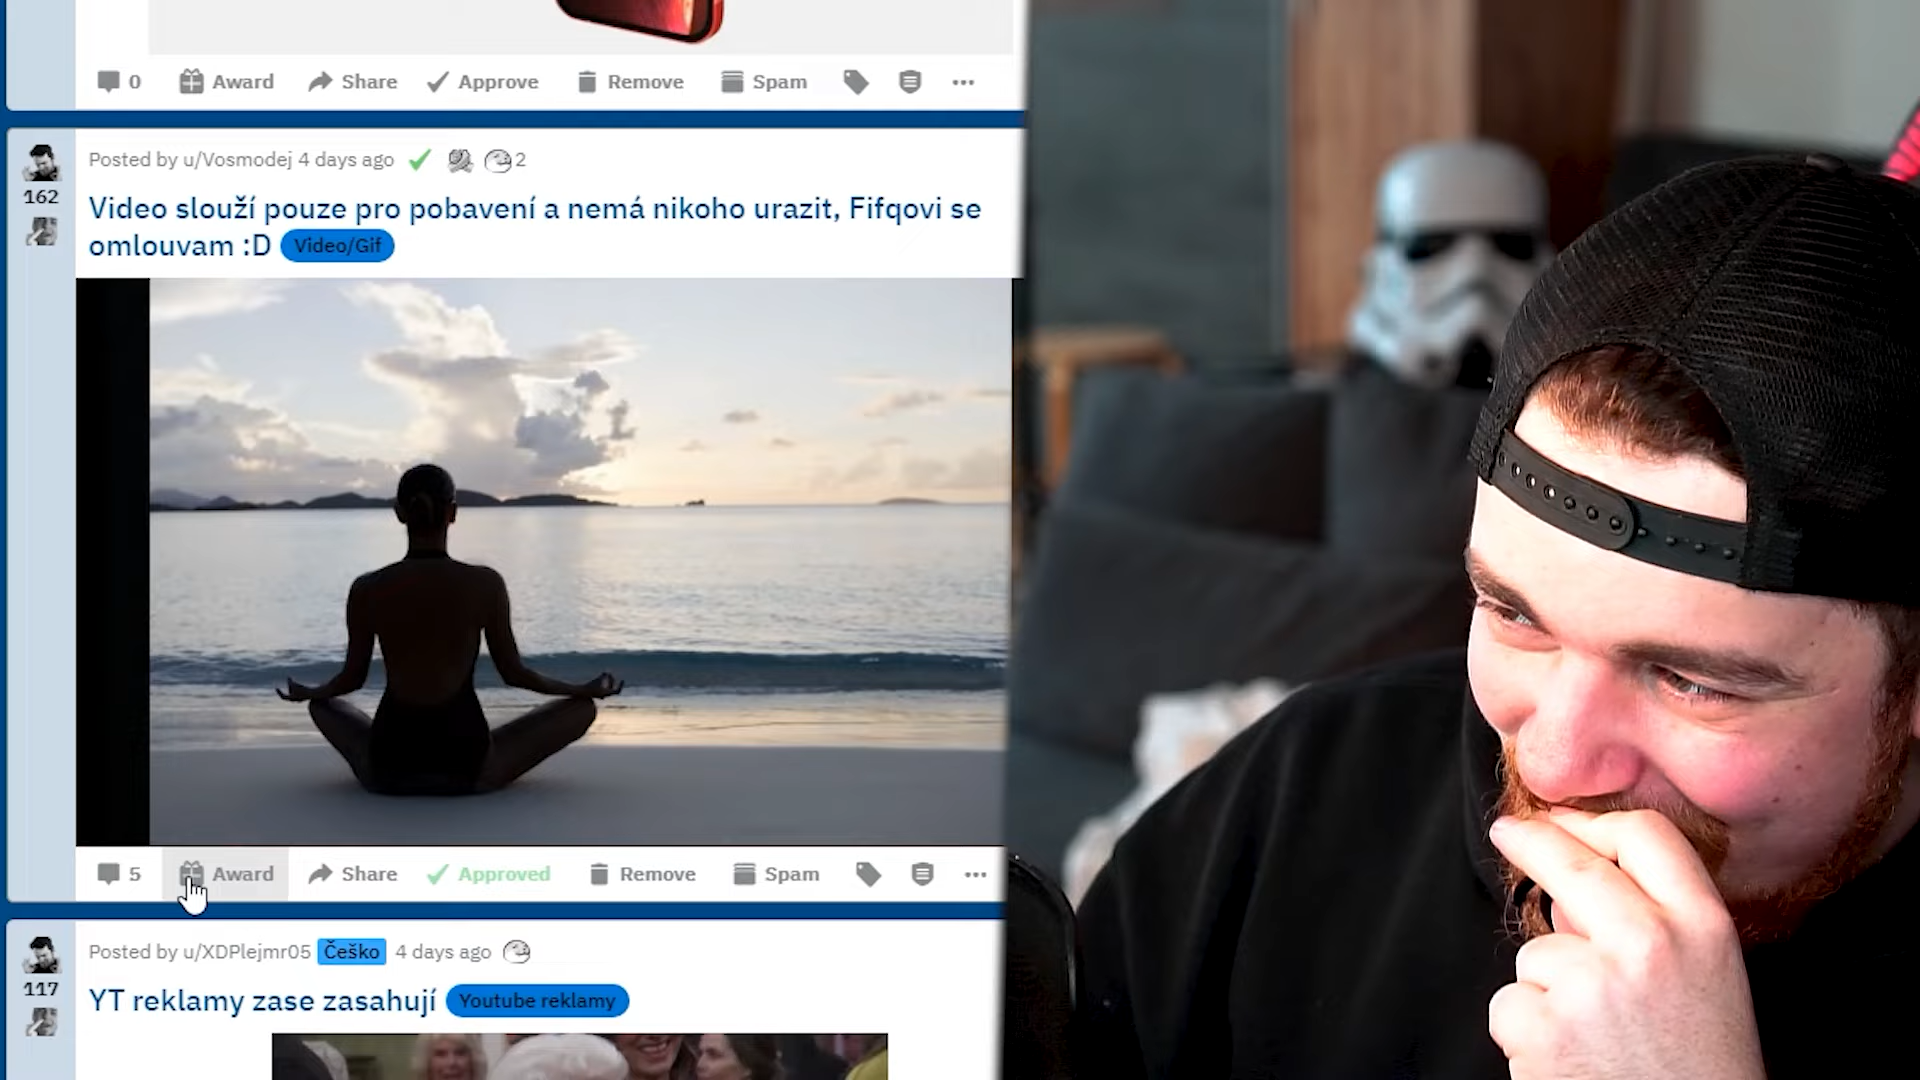 0 Award Share Approve Remove Spam
Posted by u/Vosmodej 4 days ago 2
162
Video slouží pouze pro pobavení a nemá nikoho urazit, Fifqovi se
omlouvam :D Video/Gif
5 Award Share Approved Remove Spam
Posted by u/XDPlejmr05 Češko 4 days ago
117
YT reklamy zase zasahují Youtube reklamy